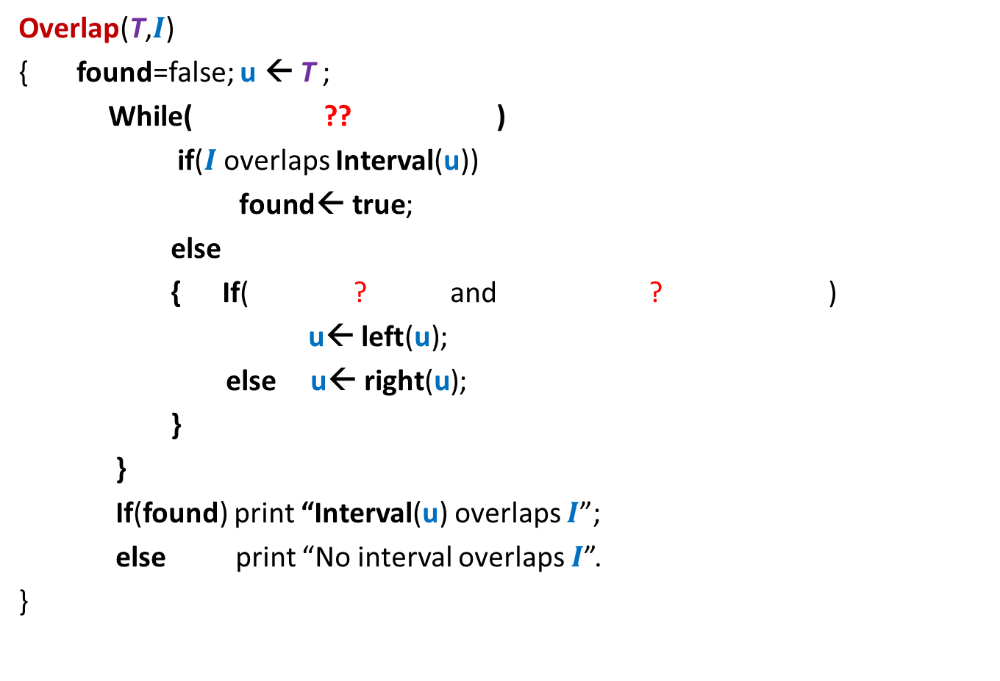 Overlap(T,I)
{ found=false; u ← T ;
While( ?? )
if(I overlaps Interval(u))
found← true;
else
{ If( ? and ? )
u← left(u);
else u← right(u);
}
}
If(found) print “Interval(u) overlaps I”;
else print “No interval overlaps I”.
}